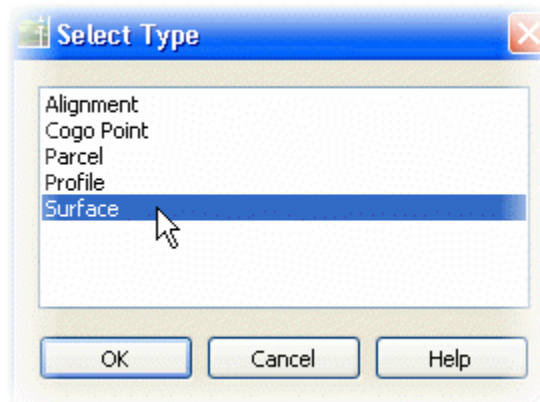 Select Type
Alignment
Cogo Point
Parcel
Profile
Surface
OK
Cancel
Help